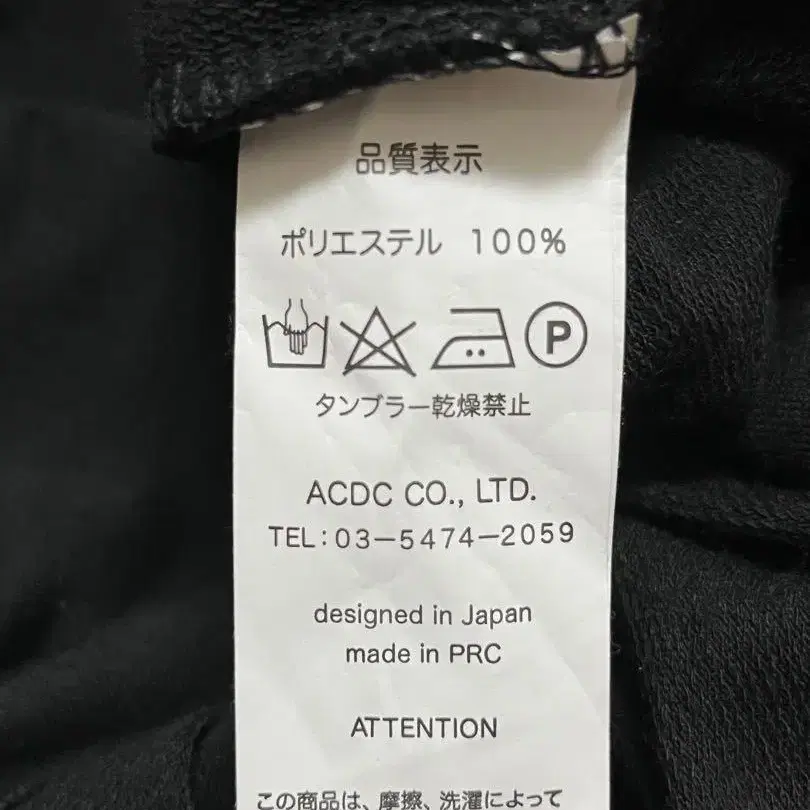 品質表示
ポリエステル 100%
P
タンブラー乾燥禁止
ACDC CO., LTD.
TEL:03-5474-2059
designed in Japan
made in PRC
ATTENTION
この商品は、摩擦、洗濯によって